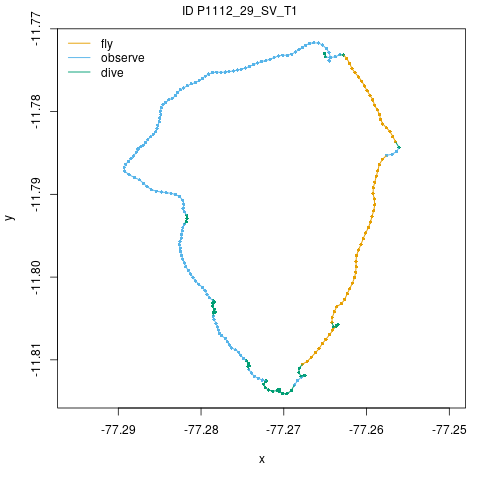 ID P1112_29_SV_T1
fly
observe
dive
-11.77
-11.78
-11.79
-11.80
-11.81
y
-77.29
-77.28
-77.27
-77.26
-77.25
x